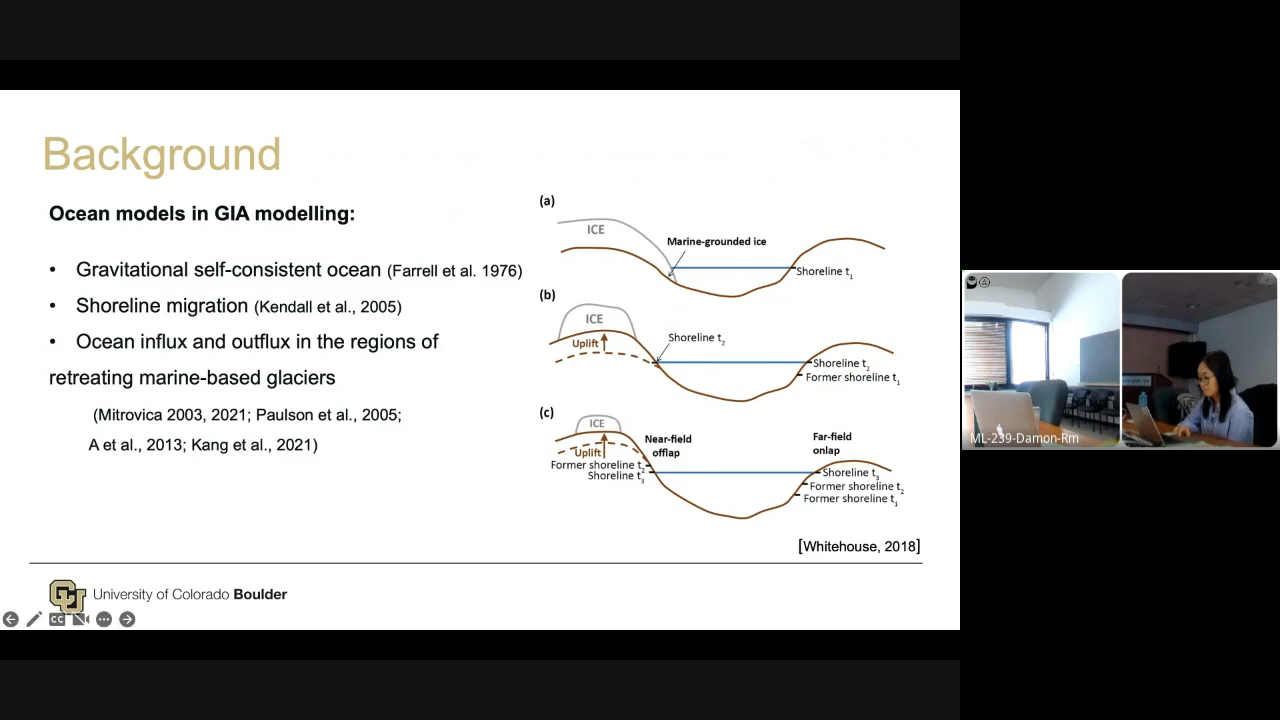 Background
Ocean models in GIA modelling:
• Gravitational self-consistent ocean (Farrell et al. 1976)
• Shoreline migration (Kendall et al., 2005)
• Ocean influx and outflux in the regions of
retreating marine-based glaciers
(Mitrovica 2003, 2021; Paulson et al., 2005;
A et al., 2013; Kang et al., 2021)
(a)
ICE
Marine-grounded ice
Shoreline t1
(b)
ICE
Uplift
Shoreline t2
Shoreline t2
Former shoreline t1
(c)
ICE
Uplift
Near-field
offlap
Far-field
onlap
Former shoreline t2
Shoreline t3
Shoreline t3
Former shoreline t2
Former shoreline t1
[Whitehouse, 2018]
CU
University of Colorado Boulder
CC
ML-239-Damon-Rm